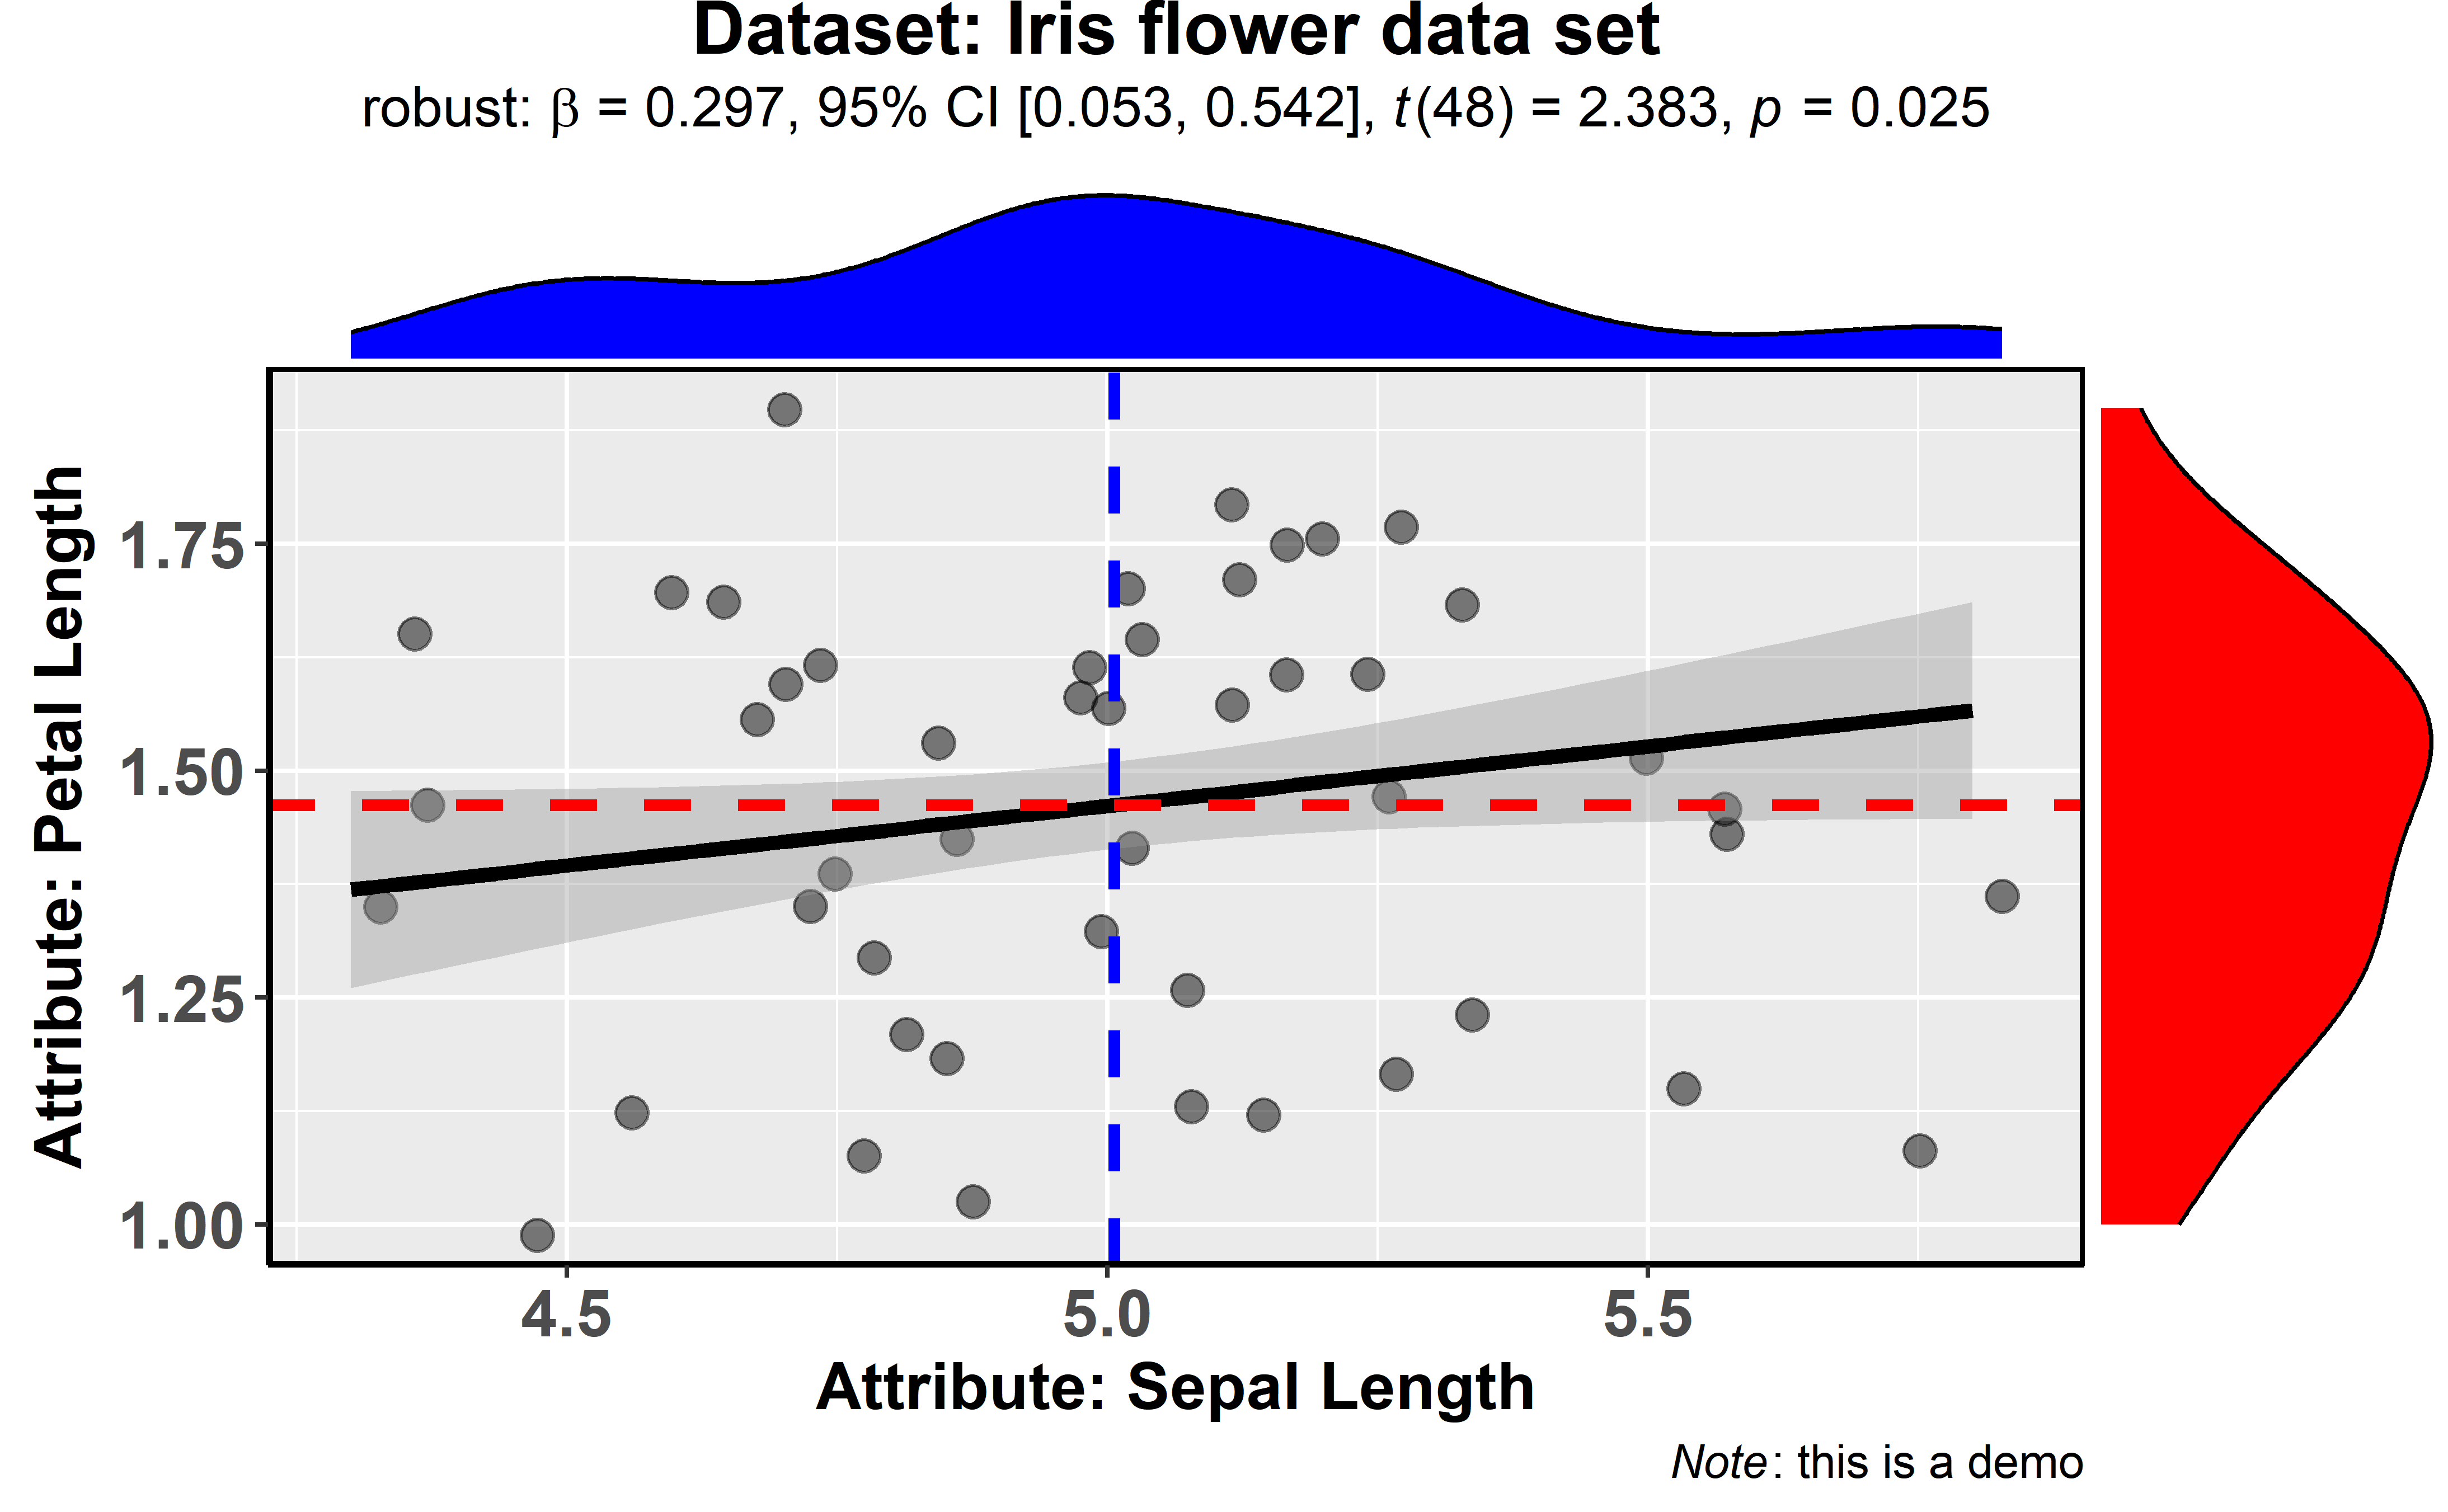 Dataset: Iris flower data set
robust: β = 0.297, 95% CI [0.053, 0.542], t(48) = 2.383, p = 0.025
Attribute: Petal Length
1.75
1.50
1.25
1.00
4.5 5.0 5.5
Attribute: Sepal Length
Note: this is a demo